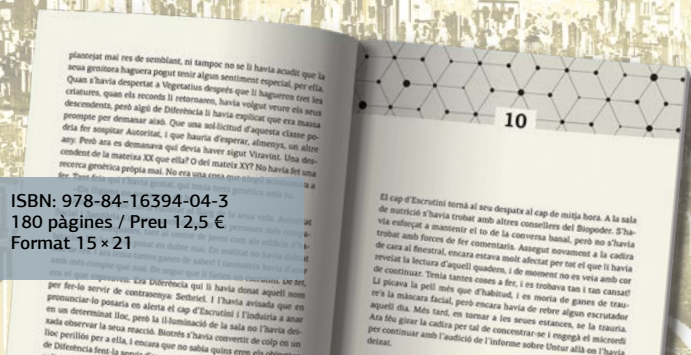 plantejat mai res de semblant, ni tampoc no se li havia acudit que la
seua genitora haguera pogut tenir algun sentiment especial, per ella.
Quan s'havia despertat a Vegetatius després que li hagueren tret les
criatures, quan els records li retornaren, havia volgut veure els seus
descendents, però algú de Diferència li havia explicat que era massa
prompte per demanar això. Que una sol·licitud d'aquesta classe po-
dria fer sospitar Autoritat, i que hauria d'esperar, almenys, un altre
any. Però ara es demanava qui devia haver sigut Viravint. Una des-
cendent de la mateixa XX que ella? O del mateix XY? No havia fet una
recerca genètica pròpia mai. No era una cosa que
ISBN: 978-84-16394-04-3
180 pàgines / Preu 12,5 €
Format 15 × 21
era el que
per fer-lo servir de contrasenya: Sethriel. I l'havia avisada que en
pronunciar-lo posaria en alerta el cap d'Escrutini i l'induiria a anar
en un determinat lloc, però la il·luminació de la sala no l'havia dei-
xada observar la seua reacció. Biotrés s'havia convertit de colp en un
lloc perillós per a ella, i encara que no sabia quins eren els
de Diferència
10
El cap d'Escrutini tornà al seu despatx al cap de mitja hora. A la sala
de nutrició s'havia trobat amb altres consellers del Biopoder. S'ha-
via esforçat a mantenir el to de la conversa banal, però no s'havia
trobat amb forces de fer comentaris. Assegut novament a la cadira
de cara al finestral, encara estava molt afectat per tot el que li havia
revelat la lectura d'aquell quadern, i de moment no es veia amb cor
de continuar. Tenia tantes coses a fer, i es trobava tan i tan cansat!
Li picava la pell més que d'habitud, i es moria de ganes de trau-
re's la màscara facial, però encara havia de rebre algun escrutador
aquell dia. Més tard, en tornar a les seues estances, se la trauria.
Ara féu girar la cadira per tal de concentrar-se i engegà el micrordi
per continuar amb l'audició de l'informe sobre Untur allà on l'havia
deixat.